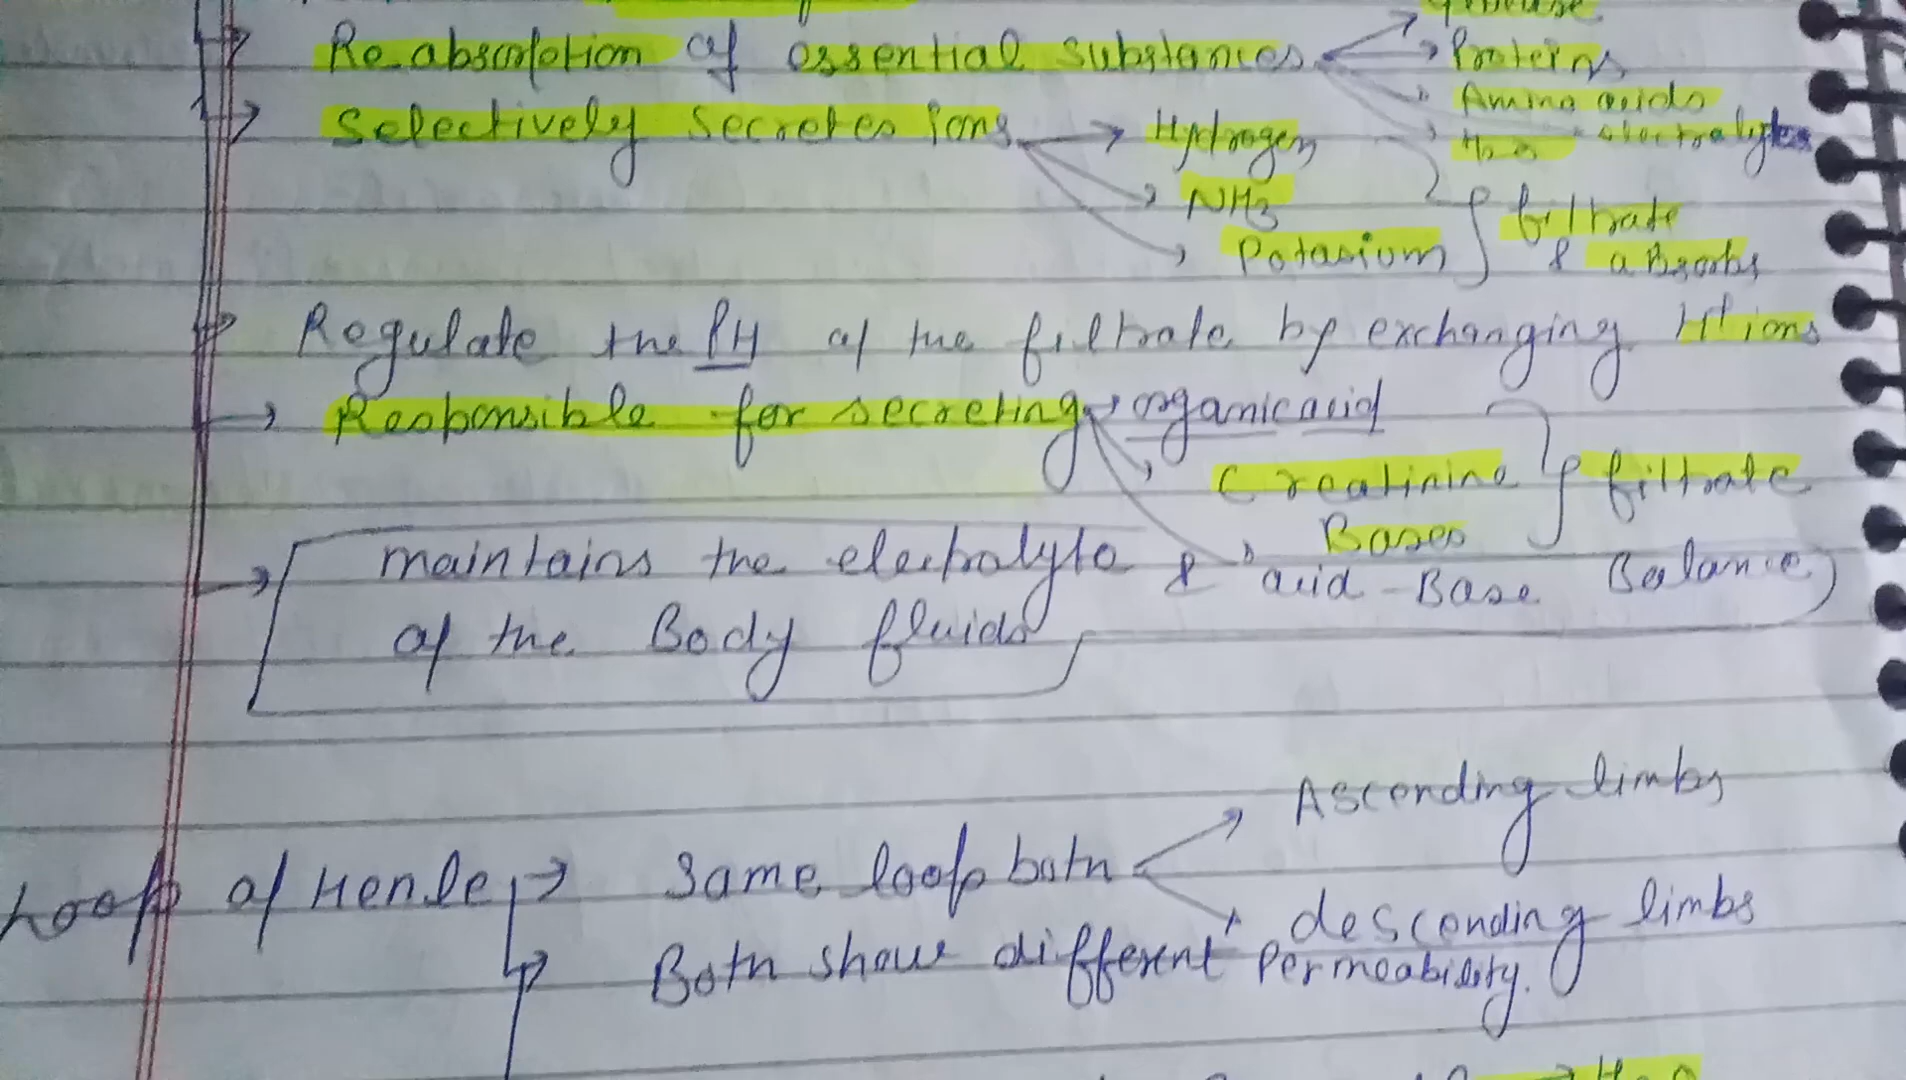 → Reabsorption of essential substances → Proteins
→ Amino acids
→ Selectively secretes ions → Hydrogen → H2O electrolytes
→ NH3 } filtrate
→ Potasium & absorbs
→ Regulate the PH of the filtrate by exchanging H+ ions
→ Responsible for secreting → organic acid
→ Creatinine } filtrate
Bases
→ maintains the electrolyte & acid-Base Balance
of the Body fluids
Ascending limbs
Loop of Henle → Same loop both
descending limbs
→ Both show different Permeability.